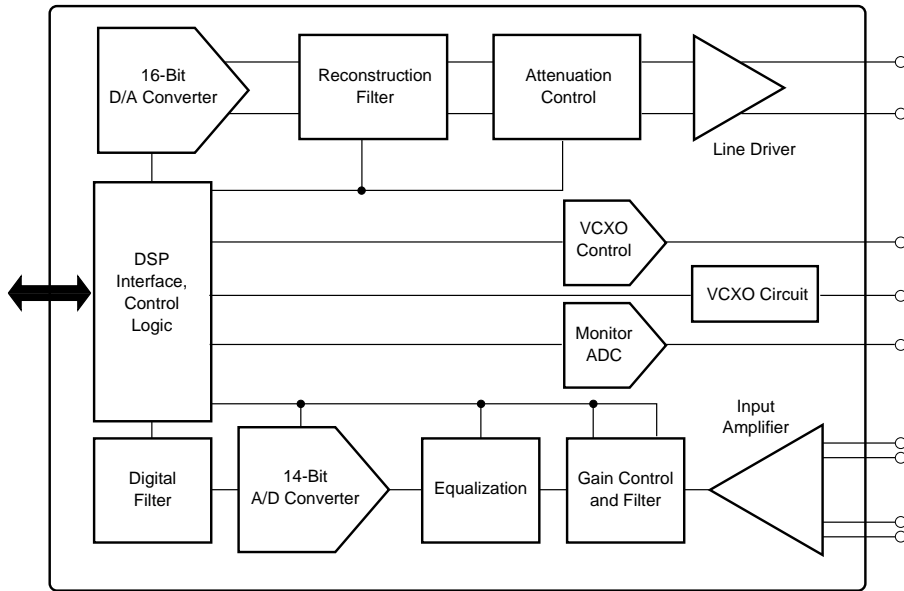 16-Bit
D/A Converter
Reconstruction
Filter
Attenuation
Control
Line Driver
DSP
Interface,
Control
Logic
VCXO
Control
VCXO Circuit
Monitor
ADC
Input
Amplifier
Digital
Filter
14-Bit
A/D Converter
Equalization
Gain Control
and Filter